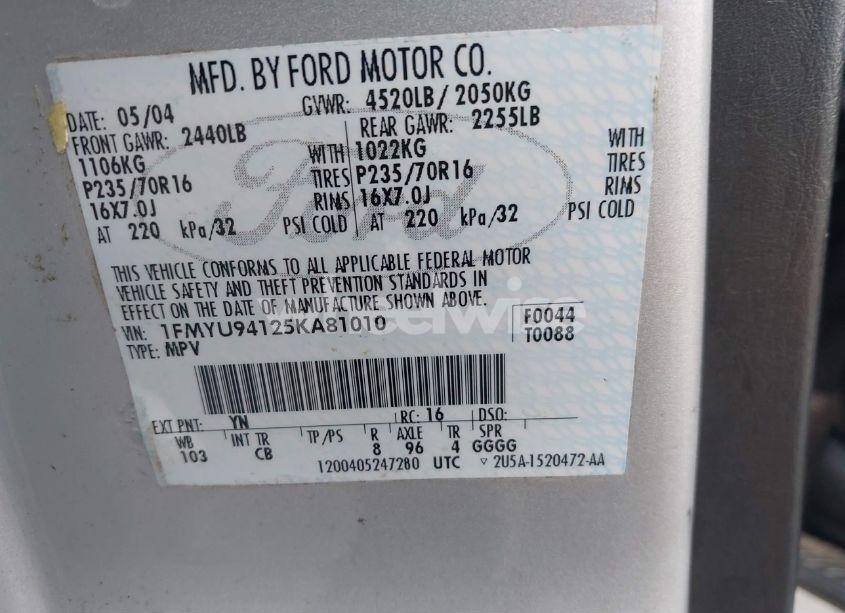 MFD. BY FORD MOTOR CO.
DATE: 05/04 GVWR: 4520LB/ 2050KG
FRONT GAWR: 2440LB REAR GAWR: 2255LB
1106KG WITH 1022KG WITH
P235/70R16 TIRES P235/70R16 TIRES
16X7.0J RIMS 16X7.0J RIMS
AT 220 kPa/32 PSI COLD AT 220 kPa/32 PSI COLD
Ford
THIS VEHICLE CONFORMS TO ALL APPLICABLE FEDERAL MOTOR
VEHICLE SAFETY AND THEFT PREVENTION STANDARDS IN
EFFECT ON THE DATE OF MANUFACTURE SHOWN ABOVE.
VIN: 1FMYU94125KA81010 F0044
TYPE: MPV T0088
EXT PNT: YN RC: 16 DSO:
WB INT TR TP/PS R AXLE TR SPR
103 CB 8 96 4 GGGG
1200405247280 UTC ▽ 2U5A-1520472-AA